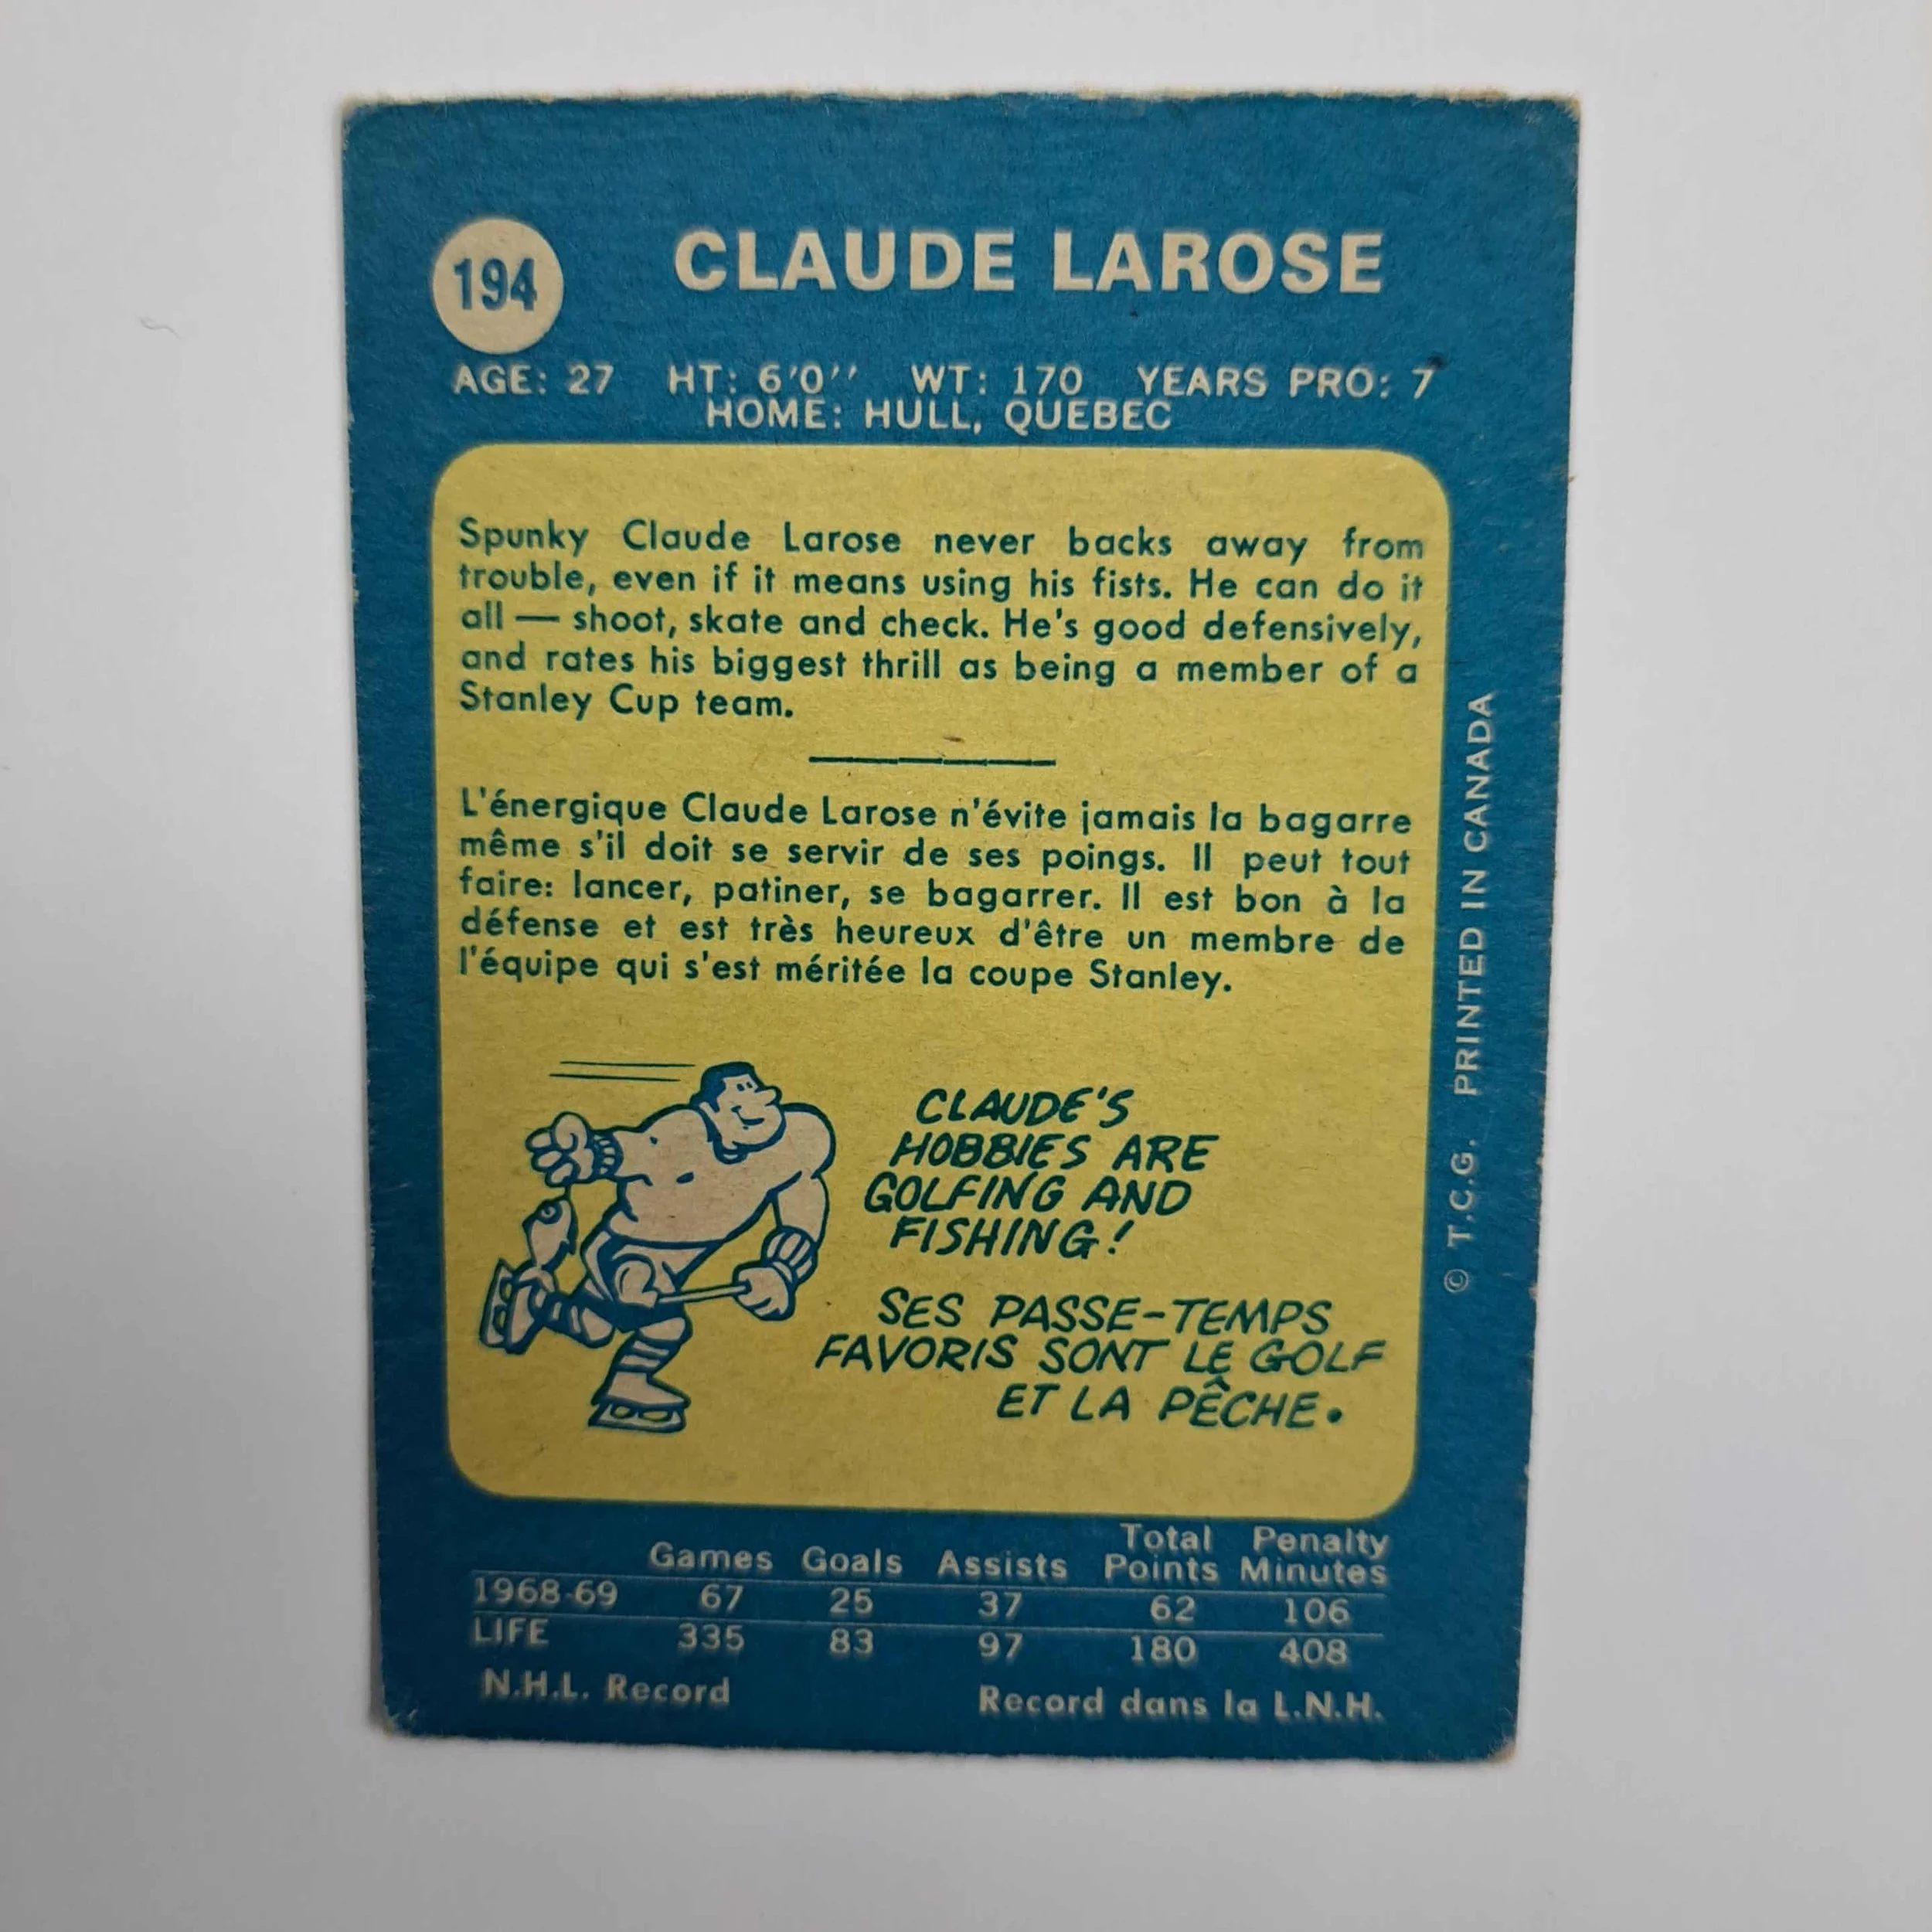 194
CLAUDE LAROSE
AGE: 27 HT: 6'0'' WT: 170 YEARS PRO: 7
HOME: HULL, QUEBEC
Spunky Claude Larose never backs away from
trouble, even if it means using his fists. He can do it
all — shoot, skate and check. He's good defensively,
and rates his biggest thrill as being a member of a
Stanley Cup team.
L'énergique Claude Larose n'évite jamais la bagarre
même s'il doit se servir de ses poings. Il peut tout
faire: lancer, patiner, se bagarrer. Il est bon à la
défense et est très heureux d'être un membre de
l'équipe qui s'est méritée la coupe Stanley.
CLAUDE'S
HOBBIES ARE
GOLFING AND
FISHING!
SES PASSE-TEMPS
FAVORIS SONT LE GOLF
ET LA PÊCHE.
© T.C.G. PRINTED IN CANADA
Games Goals Assists Total Points Penalty Minutes
1968-69 67 25 37 62 106
LIFE 335 83 97 180 408
N.H.L. Record Record dans la L.N.H.